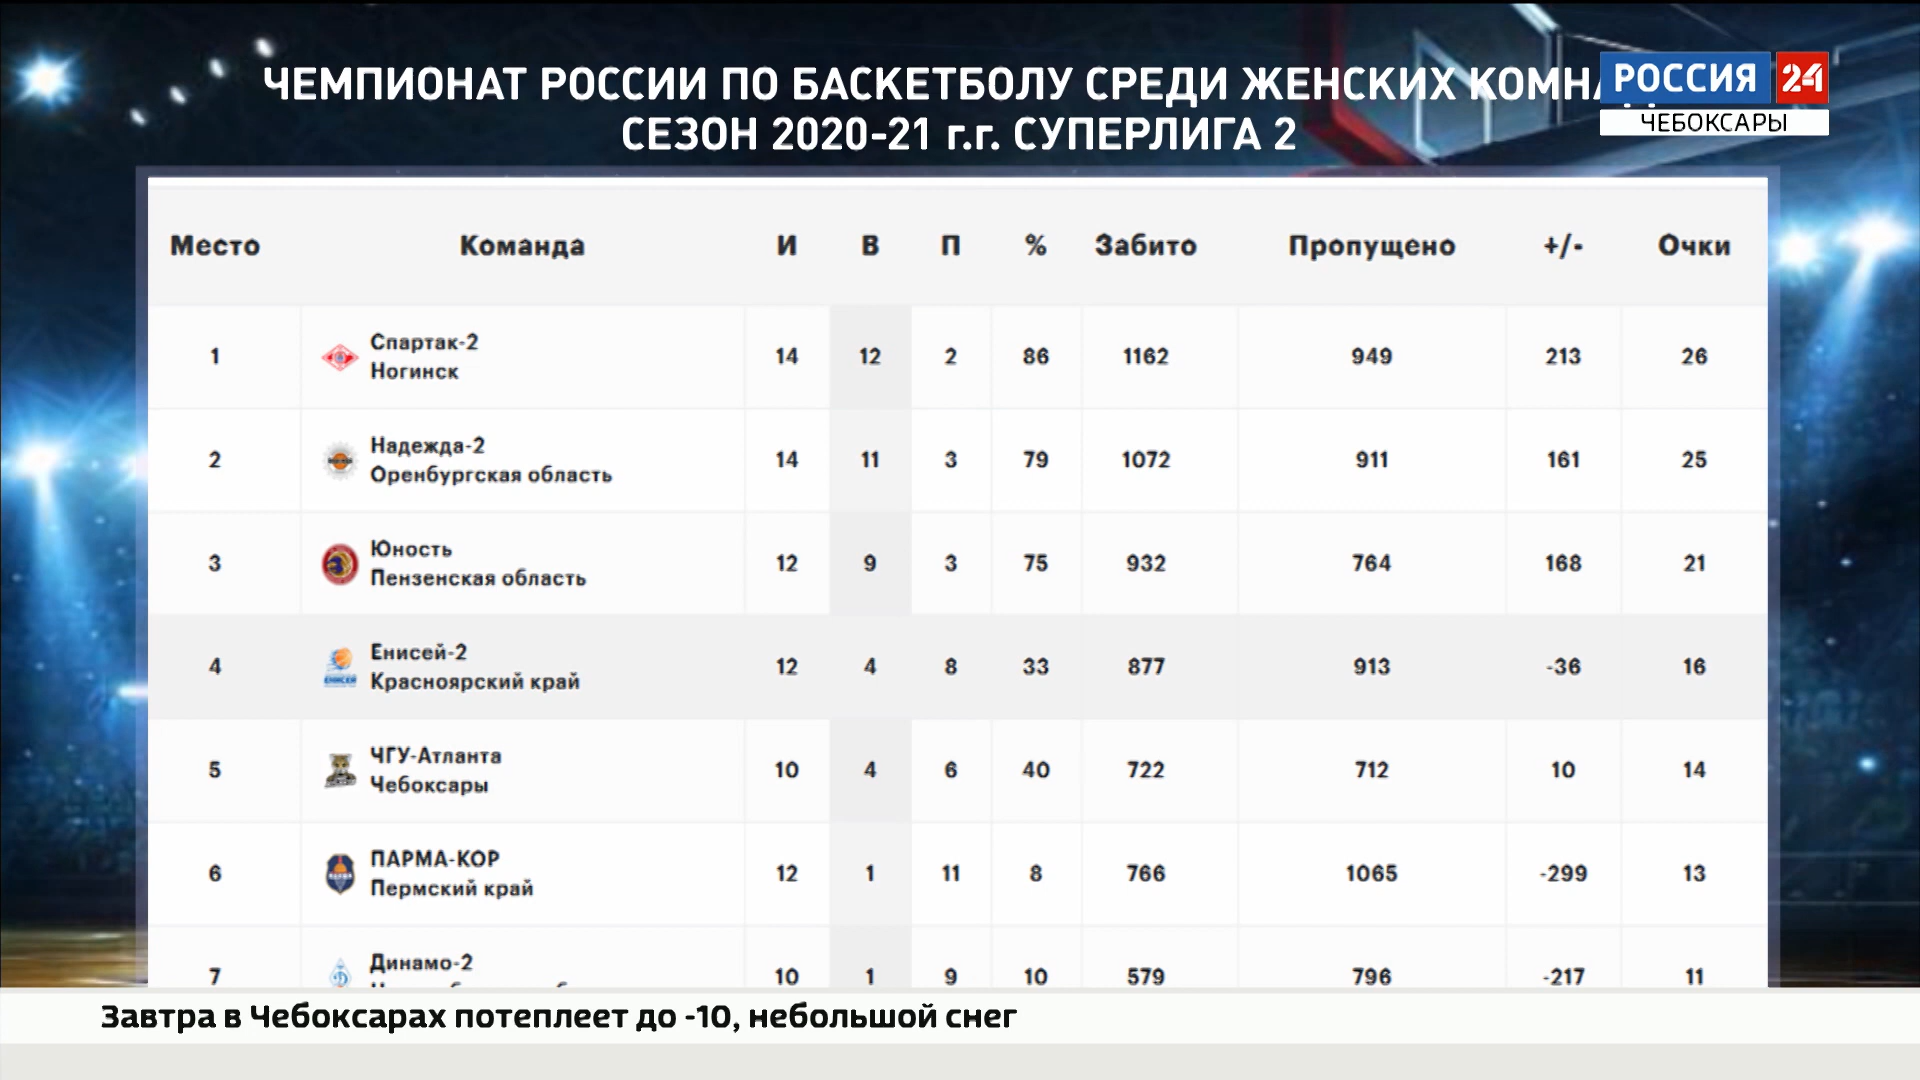 ЧЕМПИОНАТ РОССИИ ПО БАСКЕТБОЛУ СРЕДИ ЖЕНСКИХ
СЕЗОН 2020-21 г.г. СУПЕРЛИГА 2
РОССИЯ 24
ЧЕБОКСАРЫ
Место Команда И В П % Забито Пропущено +/- Очки
1 Спартак-2 14 12 2 86 1162 949 213 26
Ногинск
2 Надежда-2 14 11 3 79 1072 911 161 25
Оренбургская область
3 Юность 12 9 3 75 932 764 168 21
Пензенская область
4 Енисей-2 12 4 8 33 877 913 -36 16
ЕНИСЕЙ Красноярский край
5 ЧГУ-Атланта 10 4 6 40 722 712 10 14
Чебоксары
6 ПАРМА-КОР 12 1 11 8 766 1065 -299 13
ПАРМА Пермский край
7 Динамо-2 10 1 9 10 579 796 -217 11
Завтра в Чебоксарах потеплеет до -10, небольшой снег